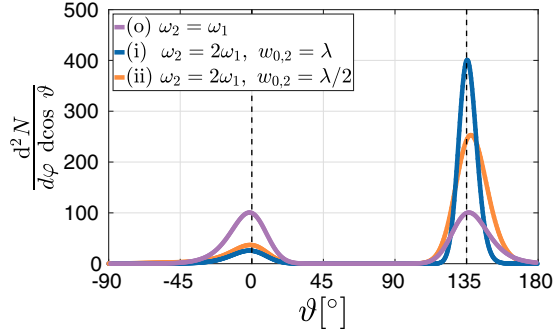 500
400
300
200
100
0
d²N
dφ dcos ϑ
(o) ω₂ = ω₁
(i) ω₂ = 2ω₁, w₀,₂ = λ
(ii) ω₂ = 2ω₁, w₀,₂ = λ/2
-90 -45 0 45 90 135 180
ϑ[°]